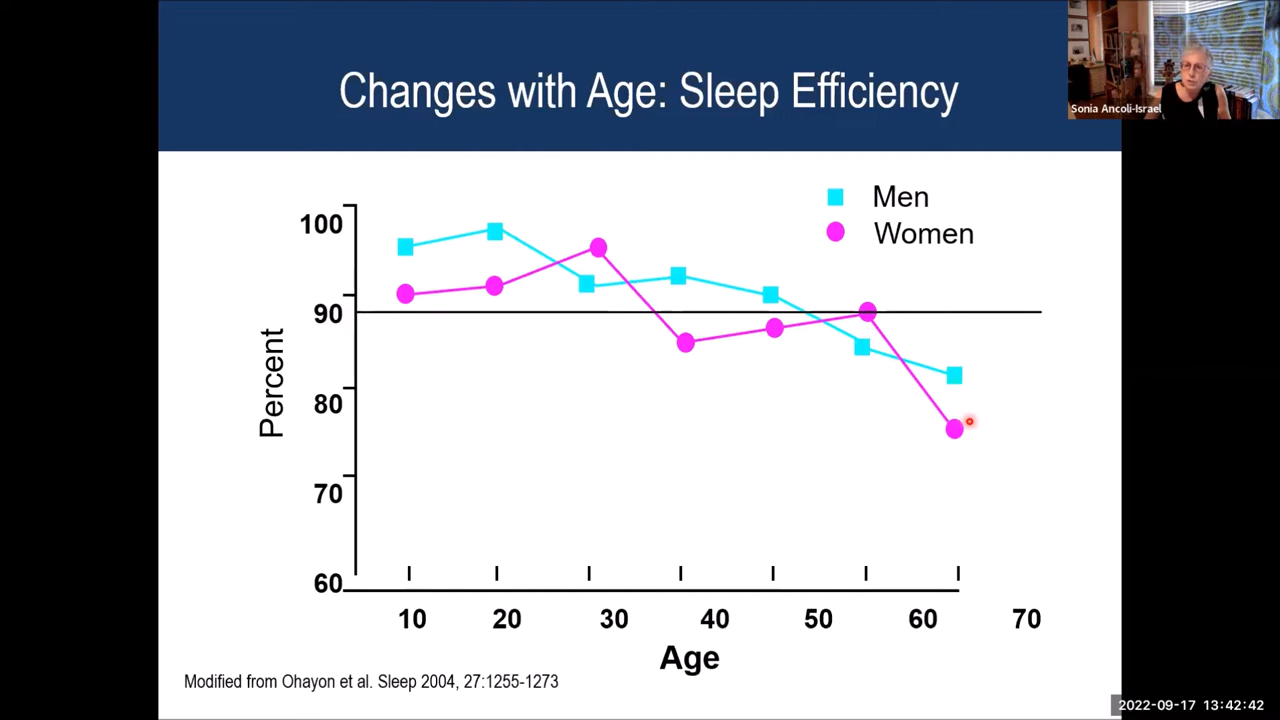 Changes with Age: Sleep Efficiency
Sonia Ancoli-Israel
Men
Women
100
90
80
70
60
Percent
10 20 30 40 50 60 70
Age
Modified from Ohayon et al. Sleep 2004, 27:1255-1273
2022-09-17 13:42:42